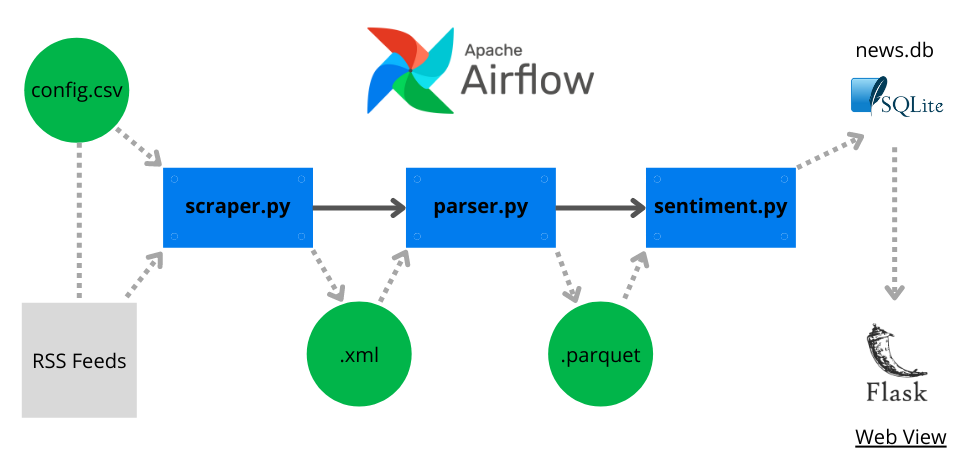 Apache
Airflow
news.db
SQLite
config.csv
scraper.py
parser.py
sentiment.py
RSS Feeds
.xml
.parquet
Flask
Web View